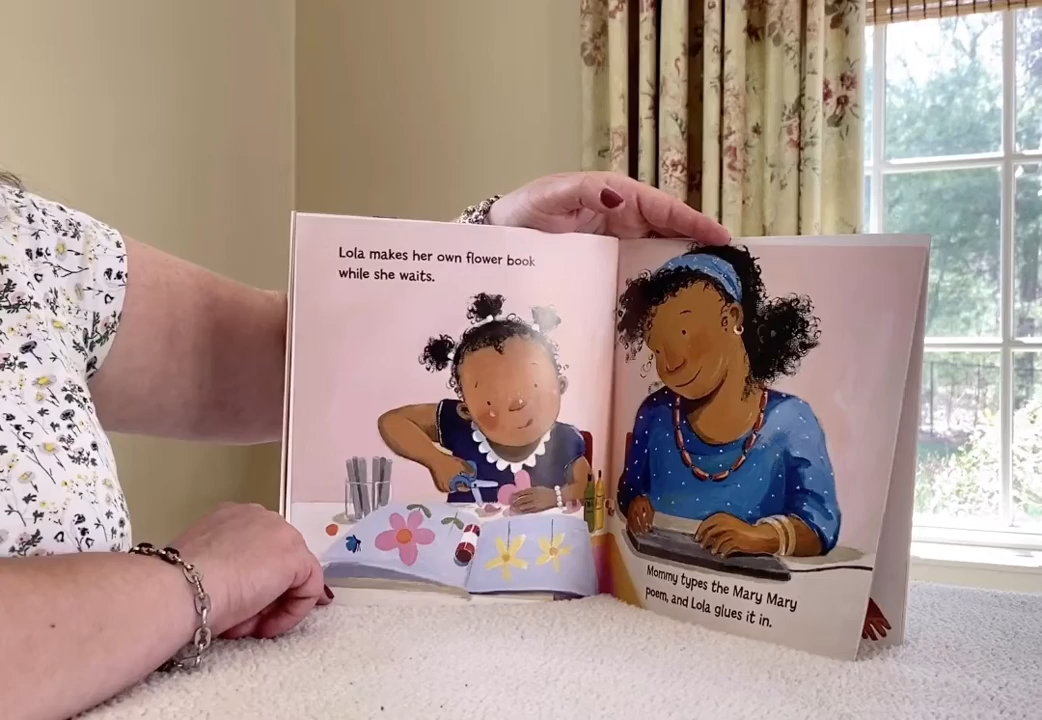 Lola makes her own flower book
while she waits.
Mommy types the Mary Mary
poem, and Lola glues it in.